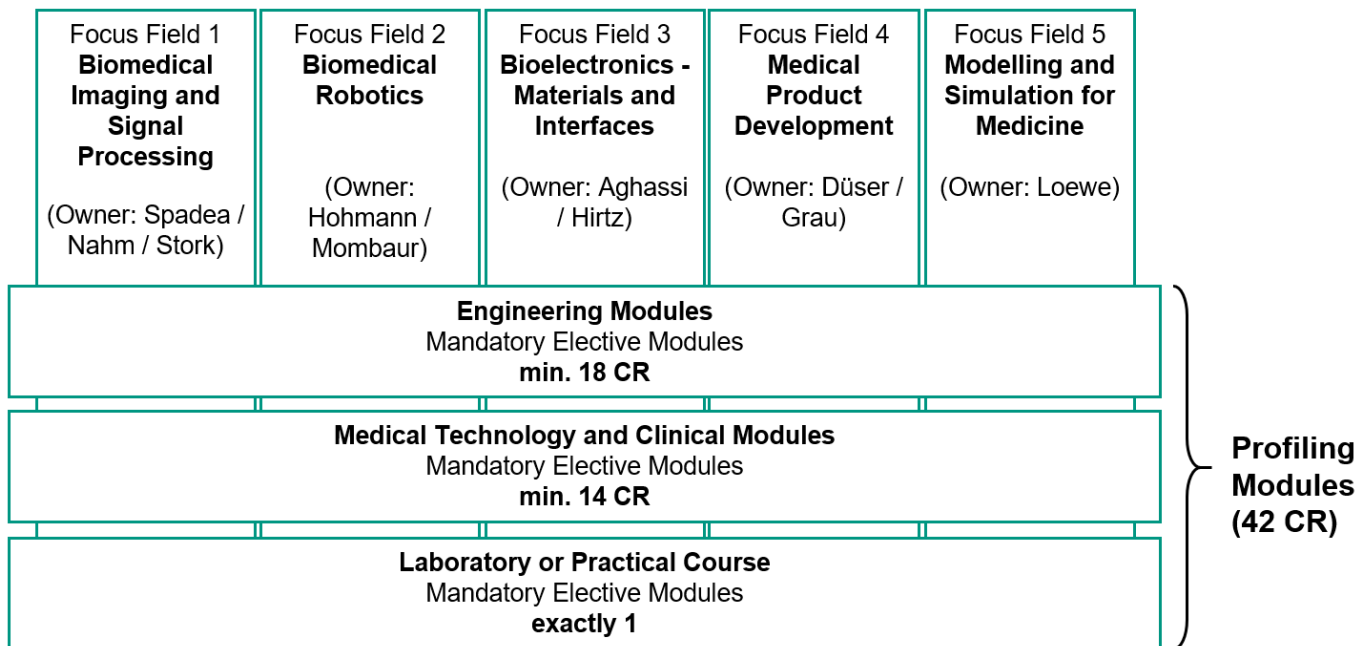 Focus Field 1
Biomedical
Imaging and
Signal
Processing
(Owner: Spadea /
Nahm / Stork)
Focus Field 2
Biomedical
Robotics
(Owner:
Hohmann /
Mombaur)
Focus Field 3
Bioelectronics -
Materials and
Interfaces
(Owner: Aghassi
/ Hirtz)
Focus Field 4
Medical
Product
Development
(Owner: Düser /
Grau)
Focus Field 5
Modelling and
Simulation for
Medicine
(Owner: Loewe)
Engineering Modules
Mandatory Elective Modules
min. 18 CR
Medical Technology and Clinical Modules
Mandatory Elective Modules
min. 14 CR
Laboratory or Practical Course
Mandatory Elective Modules
exactly 1
Profiling
Modules
(42 CR)